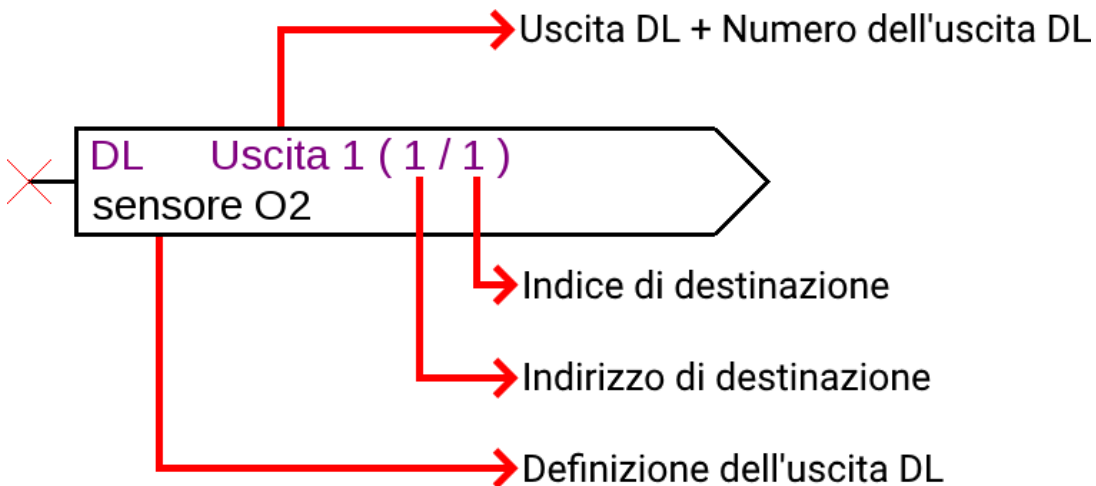 Uscita DL + Numero dell'uscita DL
DL Uscita 1 ( 1 / 1 )
sensore O2
Indice di destinazione
Indirizzo di destinazione
Definizione dell'uscita DL